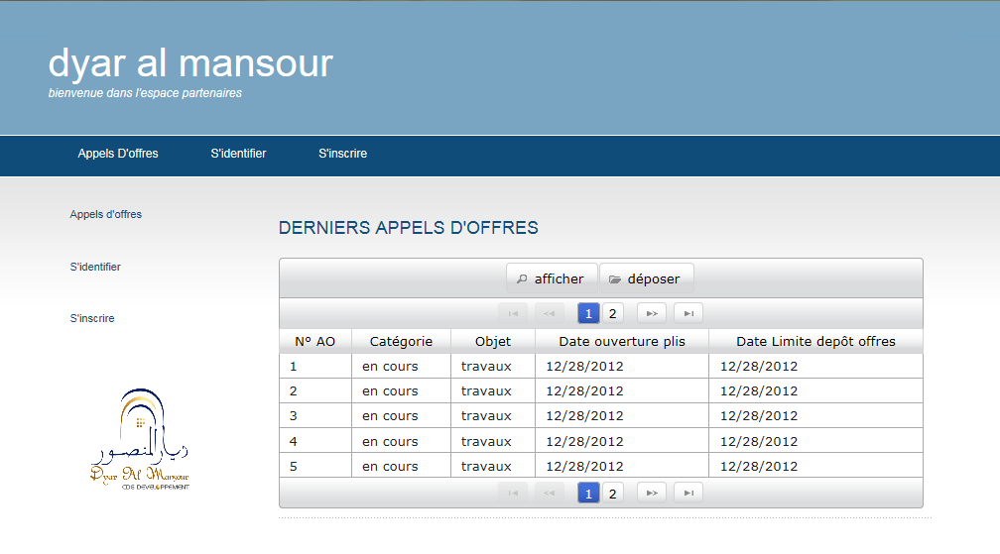 dyar al mansour
bienvenue dans l'espace partenaires
Appels D'offres S'identifier S'inscrire
Appels d'offres
S'identifier
S'inscrire
ديار المنصور
Dyar Al Mansour
CDG DEVELOPPEMENT
DERNIERS APPELS D'OFFRES
afficher déposer
1 2
N° AO Catégorie Objet Date ouverture plis Date Limite depôt offres
1 en cours travaux 12/28/2012 12/28/2012
2 en cours travaux 12/28/2012 12/28/2012
3 en cours travaux 12/28/2012 12/28/2012
4 en cours travaux 12/28/2012 12/28/2012
5 en cours travaux 12/28/2012 12/28/2012
1 2